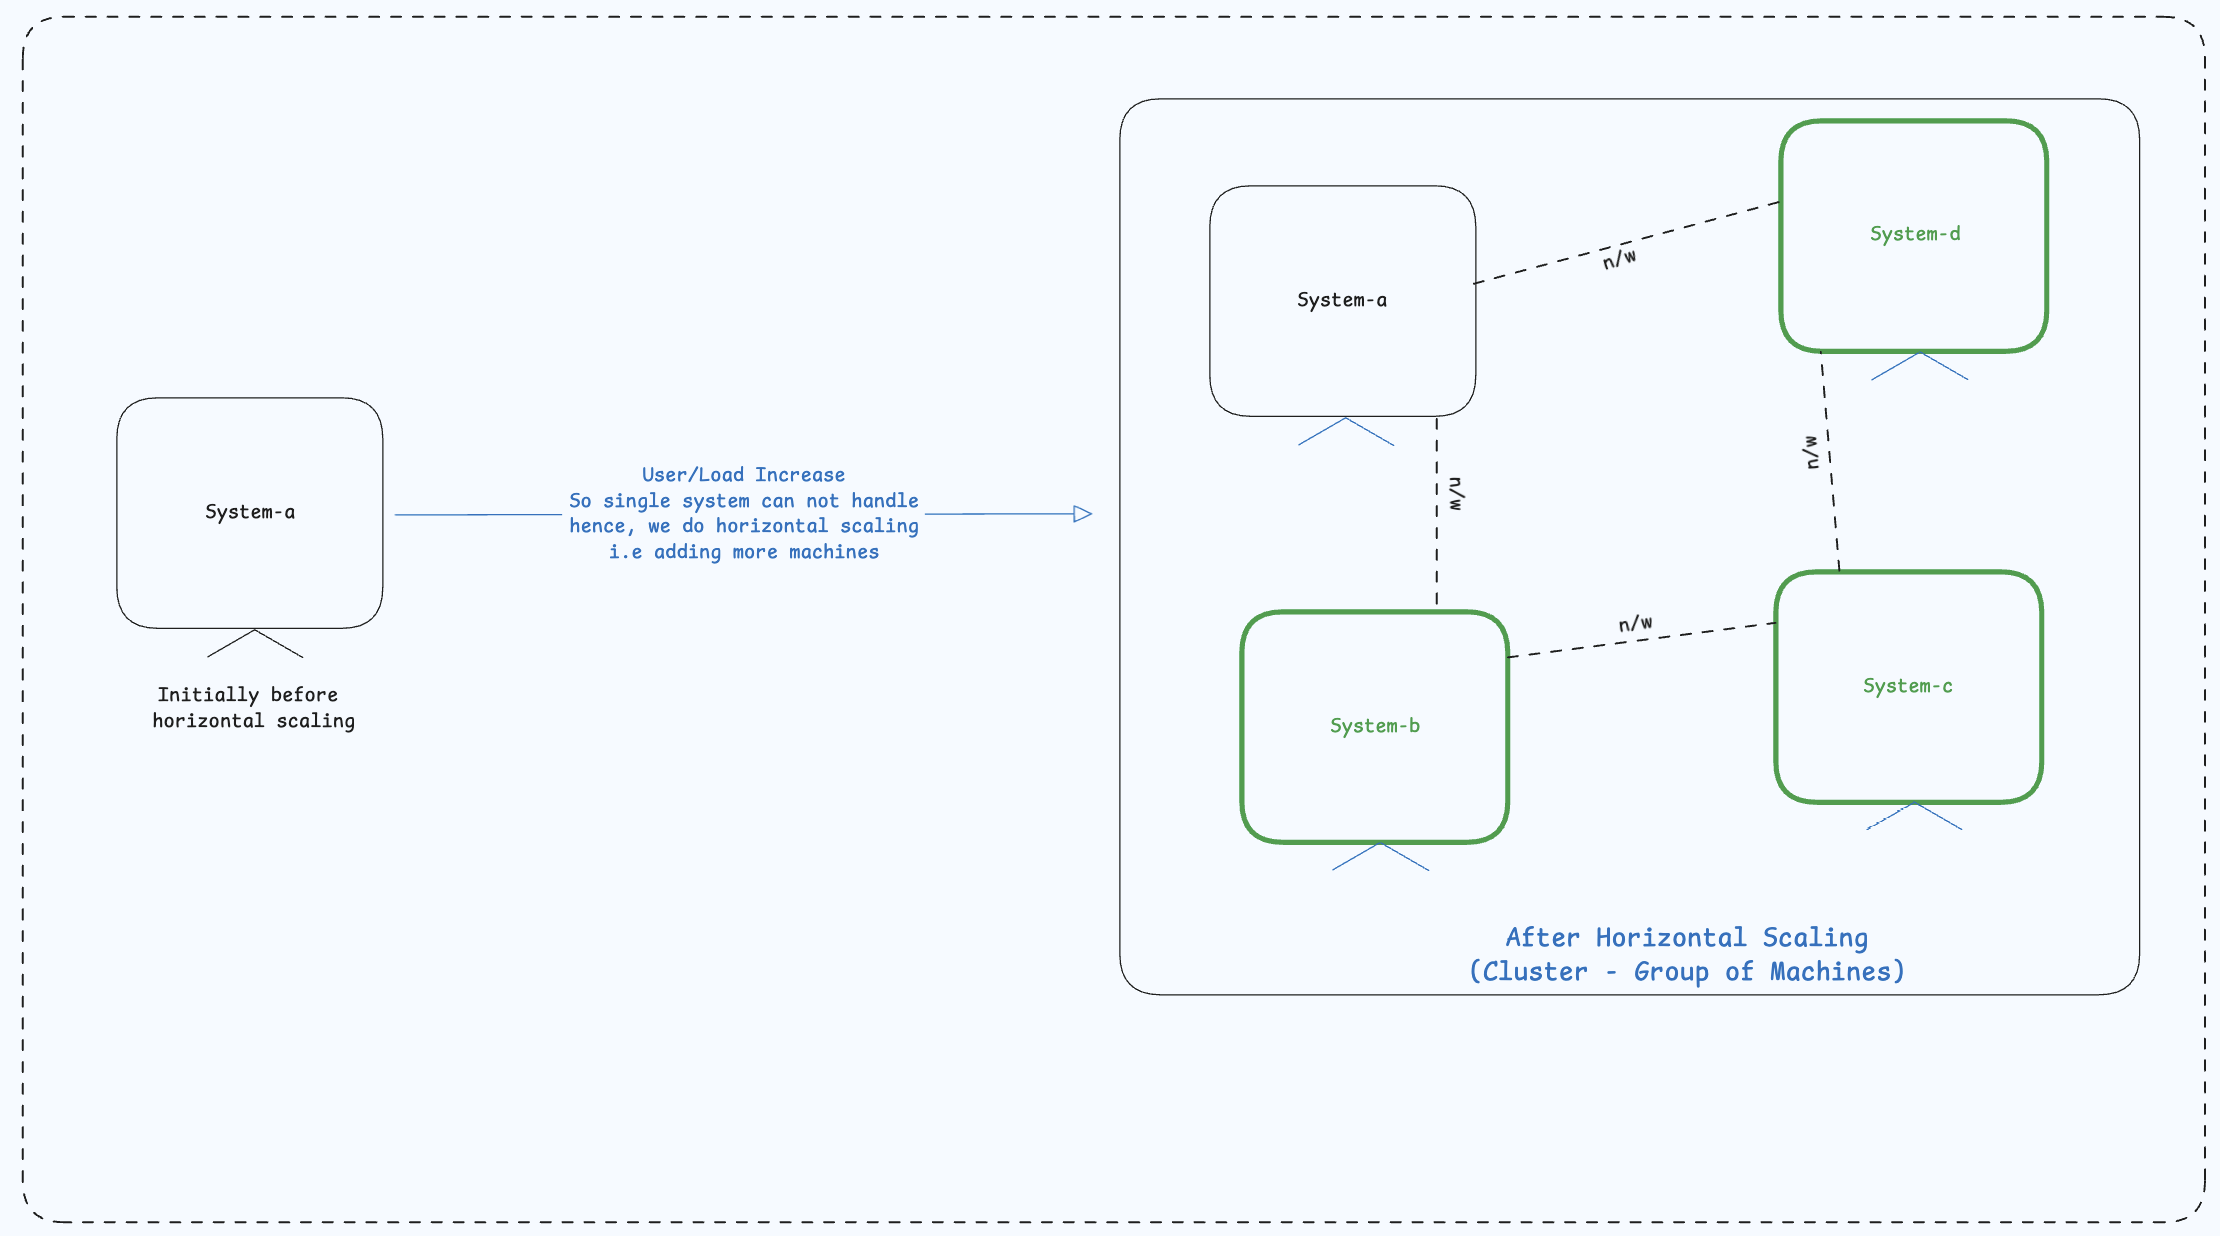 System-a
Initially before
horizontal scaling
User/Load Increase
So single system can not handle
hence, we do horizontal scaling
i.e adding more machines
System-a
n/w
System-d
n/w
n/w
System-b
n/w
System-c
After Horizontal Scaling
(Cluster - Group of Machines)